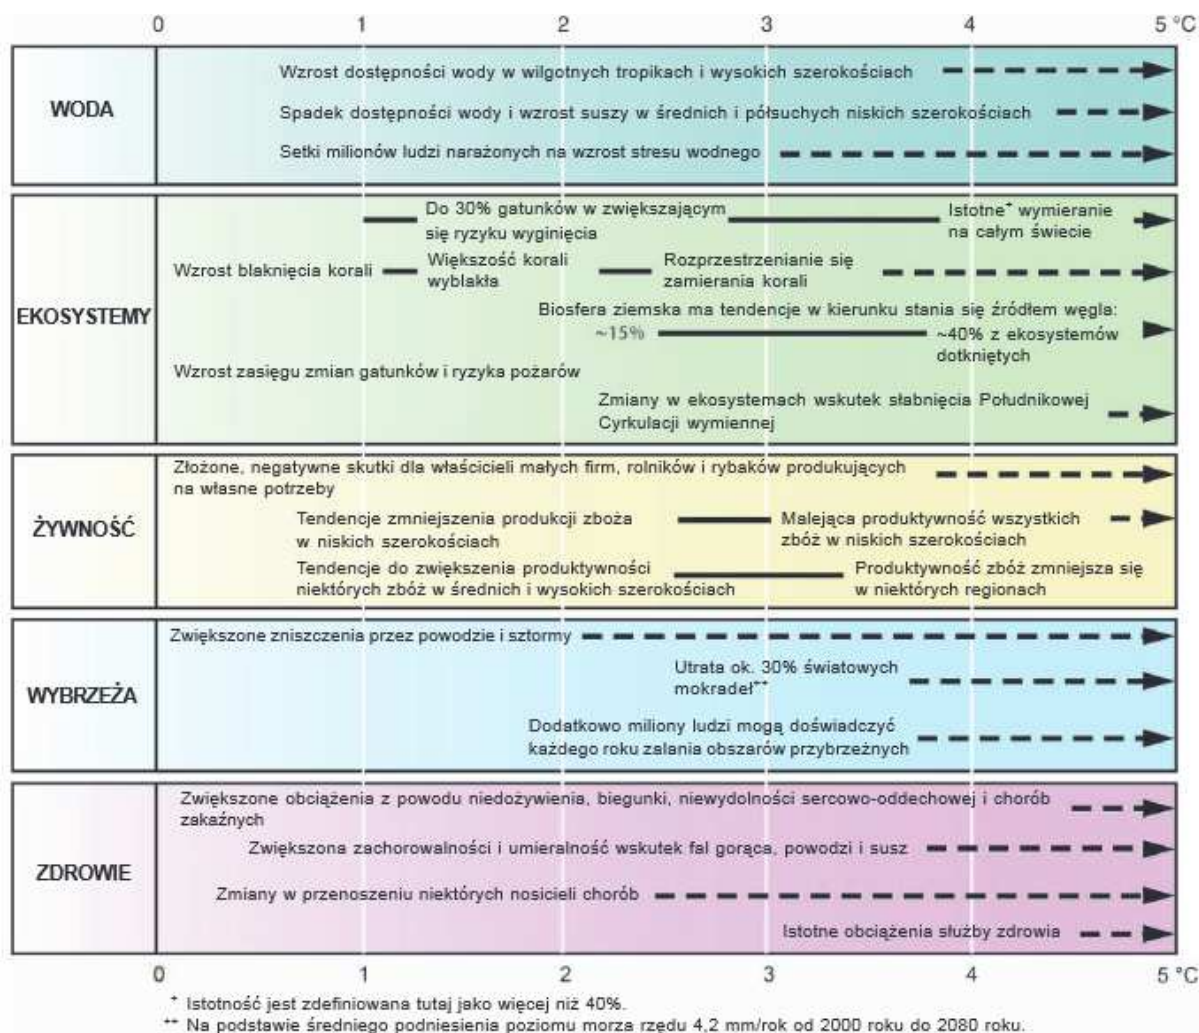 0 1 2 3 4 5 °C
WODA
Wzrost dostępności wody w wilgotnych tropikach i wysokich szerokościach
Spadek dostępności wody i wzrost suszy w średnich i półsuchych niskich szerokościach
Setki milionów ludzi narażonych na wzrost stresu wodnego
EKOSYSTEMY
Do 30% gatunków w zwiększającym
się ryzyku wyginięcia
Istotne+ wymieranie
na całym świecie
Wzrost blaknięcia korali
Większość korali
wyblakła
Rozprzestrzenianie się
zamierania korali
Biosfera ziemska ma tendencje w kierunku stania się źródłem węgla:
~15%
~40% z ekosystemów
dotkniętych
Wzrost zasięgu zmian gatunków i ryzyka pożarów
Zmiany w ekosystemach wskutek słabnięcia Południkowej
Cyrkulacji wymiennej
ŻYWNOŚĆ
Złożone, negatywne skutki dla właścicieli małych firm, rolników i rybaków produkujących
na własne potrzeby
Tendencje zmniejszenia produkcji zboża
w niskich szerokościach
Malejąca produktywność wszystkich
zbóż w niskich szerokościach
Tendencje do zwiększenia produktywności
niektórych zbóż w średnich i wysokich szerokościach
Produktywność zbóż zmniejsza się
w niektórych regionach
WYBRZEŻA
Zwiększone zniszczenia przez powodzie i sztormy
Utrata ok. 30% światowych
mokradeł++
Dodatkowo miliony ludzi mogą doświadczyć
każdego roku zalania obszarów przybrzeżnych
ZDROWIE
Zwiększone obciążenia z powodu niedożywienia, biegunki, niewydolności sercowo-oddechowej i chorób
zakaźnych
Zwiększona zachorowalności i umieralność wskutek fal gorąca, powodzi i susz
Zmiany w przenoszeniu niektórych nosicieli chorób
Istotne obciążenia służby zdrowia
0 1 2 3 4 5 °C
+ Istotność jest zdefiniowana tutaj jako więcej niż 40%.
++ Na podstawie średniego podniesienia poziomu morza rzędu 4,2 mm/rok od 2000 roku do 2080 roku.